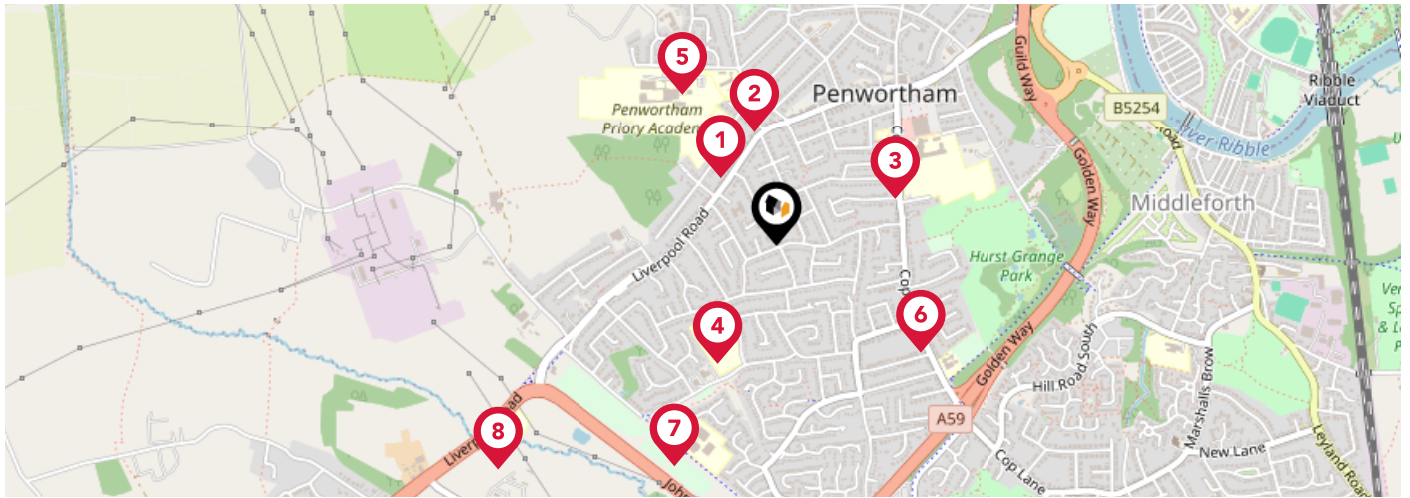 5
2
Penwortham
Priory Academ
1
Penwortham
3
Guild Way
B5254
Road
River Ribble
Ribble
Viaduct
Golden Way
Middleforth
Liverpool Road
Hurst Grange
Park
Cop
4
6
Golden Way
Hill Road South
Marshalls Brow
A59
Cop Lane
New Lane
Leyland Road
8
7